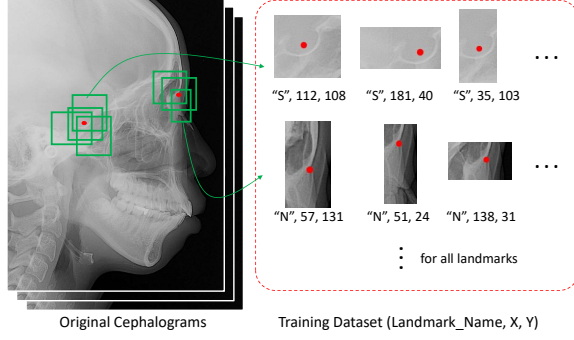 "S", 112, 108
"S", 181, 40
"S", 35, 103
"N", 57, 131
"N", 51, 24
"N", 138, 31
for all landmarks
Original Cephalograms
Training Dataset (Landmark_Name, X, Y)